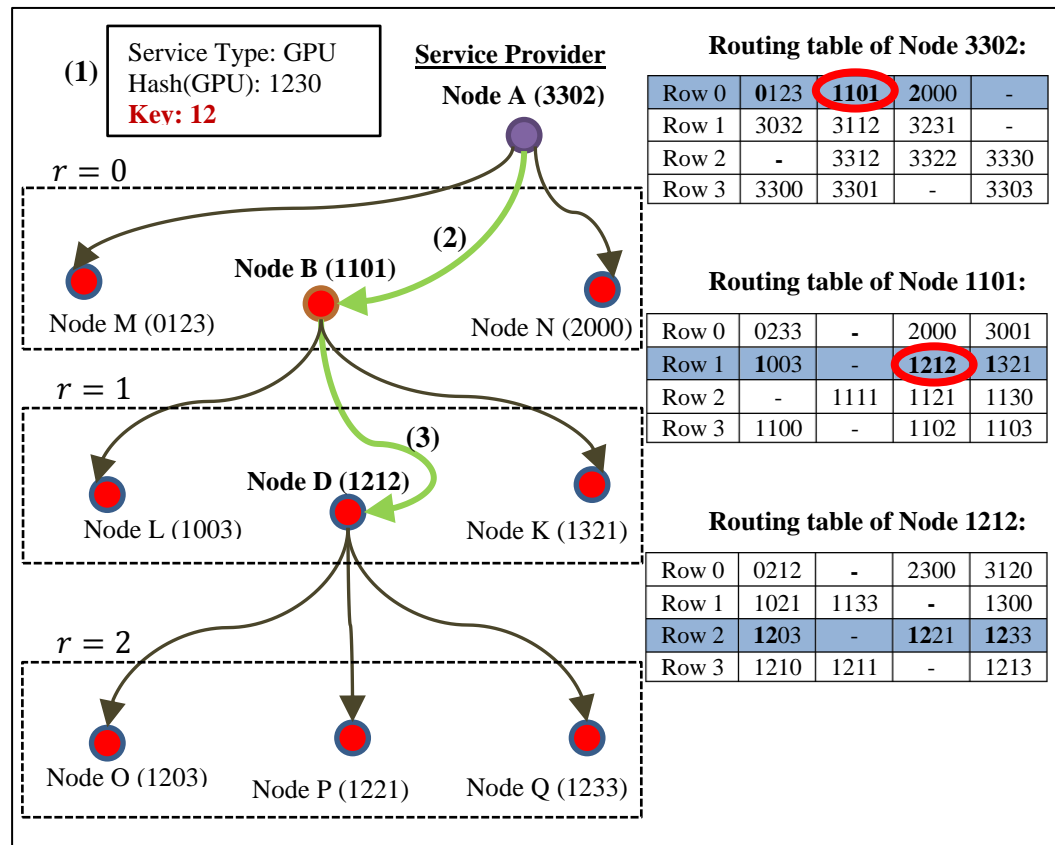 (1)
Service Type: GPU
Hash(GPU): 1230
Key: 12
Service Provider
Node A (3302)
r = 0
(2)
Node B (1101)
Node M (0123)
Node N (2000)
r = 1
(3)
Node D (1212)
Node L (1003)
Node K (1321)
r = 2
Node O (1203)
Node P (1221)
Node Q (1233)
Routing table of Node 3302:
Row 0 0123 1101 2000 -
Row 1 3032 3112 3231 -
Row 2 - 3312 3322 3330
Row 3 3300 3301 - 3303
Routing table of Node 1101:
Row 0 0233 - 2000 3001
Row 1 1003 - 1212 1321
Row 2 - 1111 1121 1130
Row 3 1100 - 1102 1103
Routing table of Node 1212:
Row 0 0212 - 2300 3120
Row 1 1021 1133 - 1300
Row 2 1203 - 1221 1233
Row 3 1210 1211 - 1213